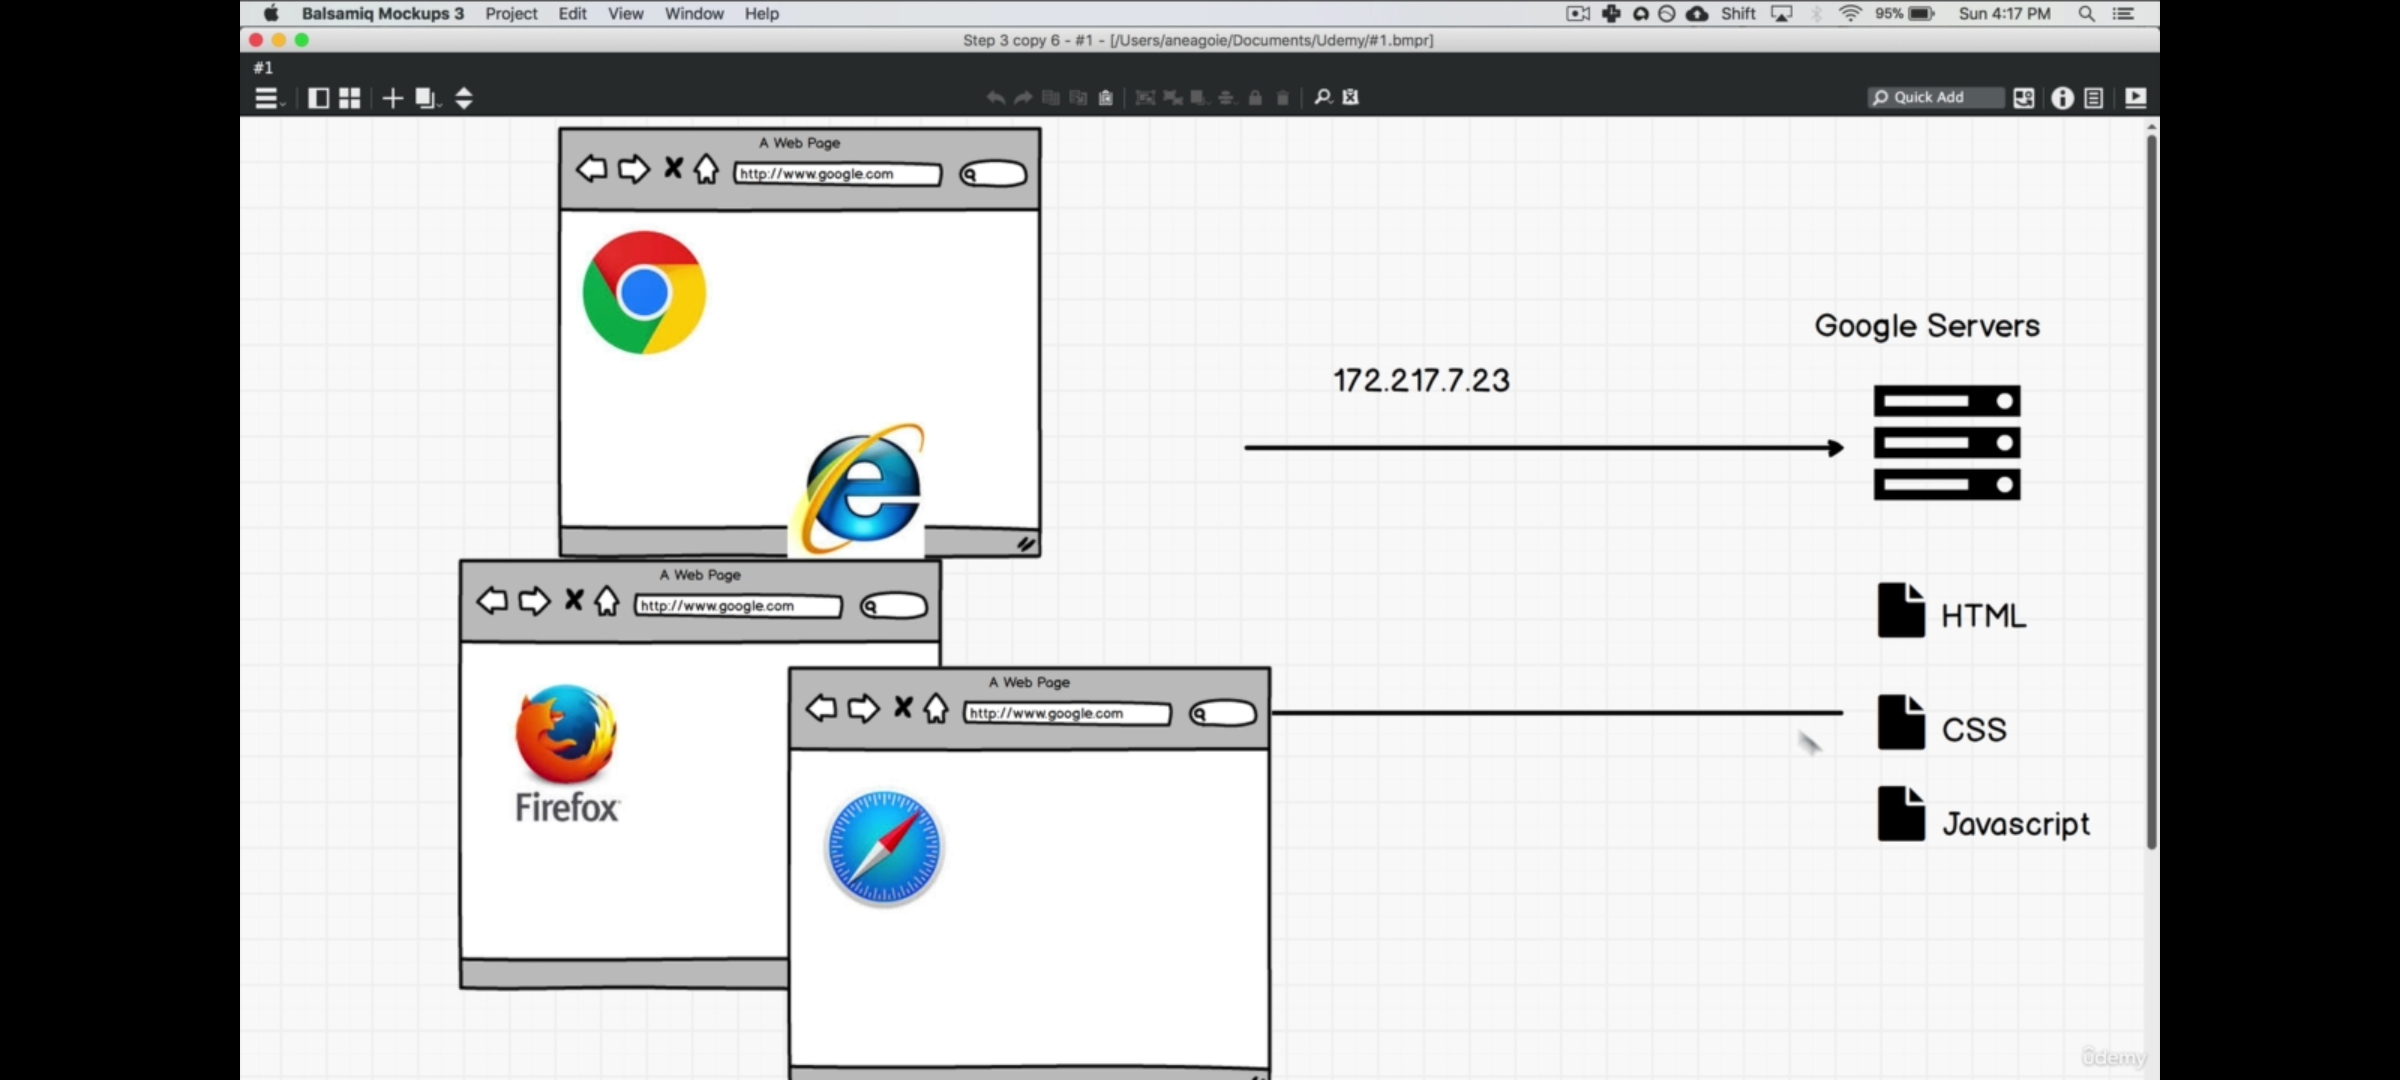 Balsamiq Mockups 3 Project Edit View Window Help Shift 95% Sun 4:17 PM
Step 3 copy 6 - #1 - [/Users/aneagoie/Documents/Udemy/#1.bmpr]
#1
Quick Add
A Web Page
http://www.google.com
Google Servers
172.217.7.23
A Web Page
http://www.google.com
HTML
A Web Page
http://www.google.com
CSS
Firefox
Javascript
ûdemy